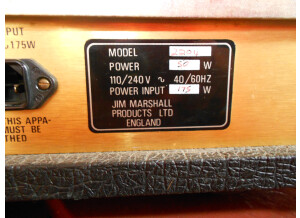 PUT
175W
MODEL 2204
POWER 50 W
110/240V ~ 40/60HZ
POWER INPUT 175 W
JIM MARSHALL
PRODUCTS LTD
ENGLAND
THIS APPA-
MUST BE
THED